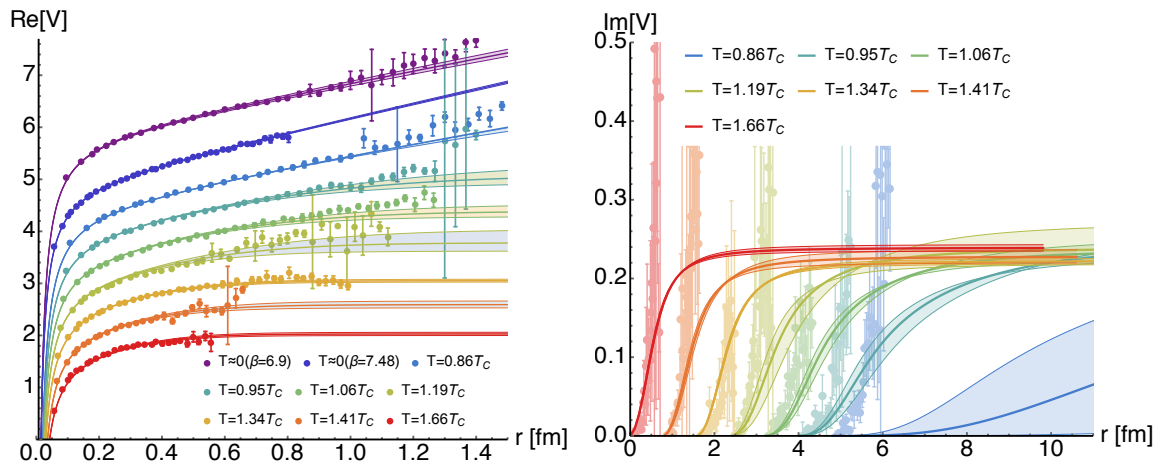 Re[V]
7
6
5
4
3
2
1
0.0 0.2 0.4 0.6 0.8 1.0 1.2 1.4 r [fm]
T≈0(β=6.9) T≈0(β=7.48) T=0.86T_C
T=0.95T_C T=1.06T_C T=1.19T_C
T=1.34T_C T=1.41T_C T=1.66T_C
Im[V]
0.5
0.4
0.3
0.2
0.1
0.0
0 2 4 6 8 10 r [fm]
T=0.86T_C T=0.95T_C T=1.06T_C
T=1.19T_C T=1.34T_C T=1.41T_C
T=1.66T_C